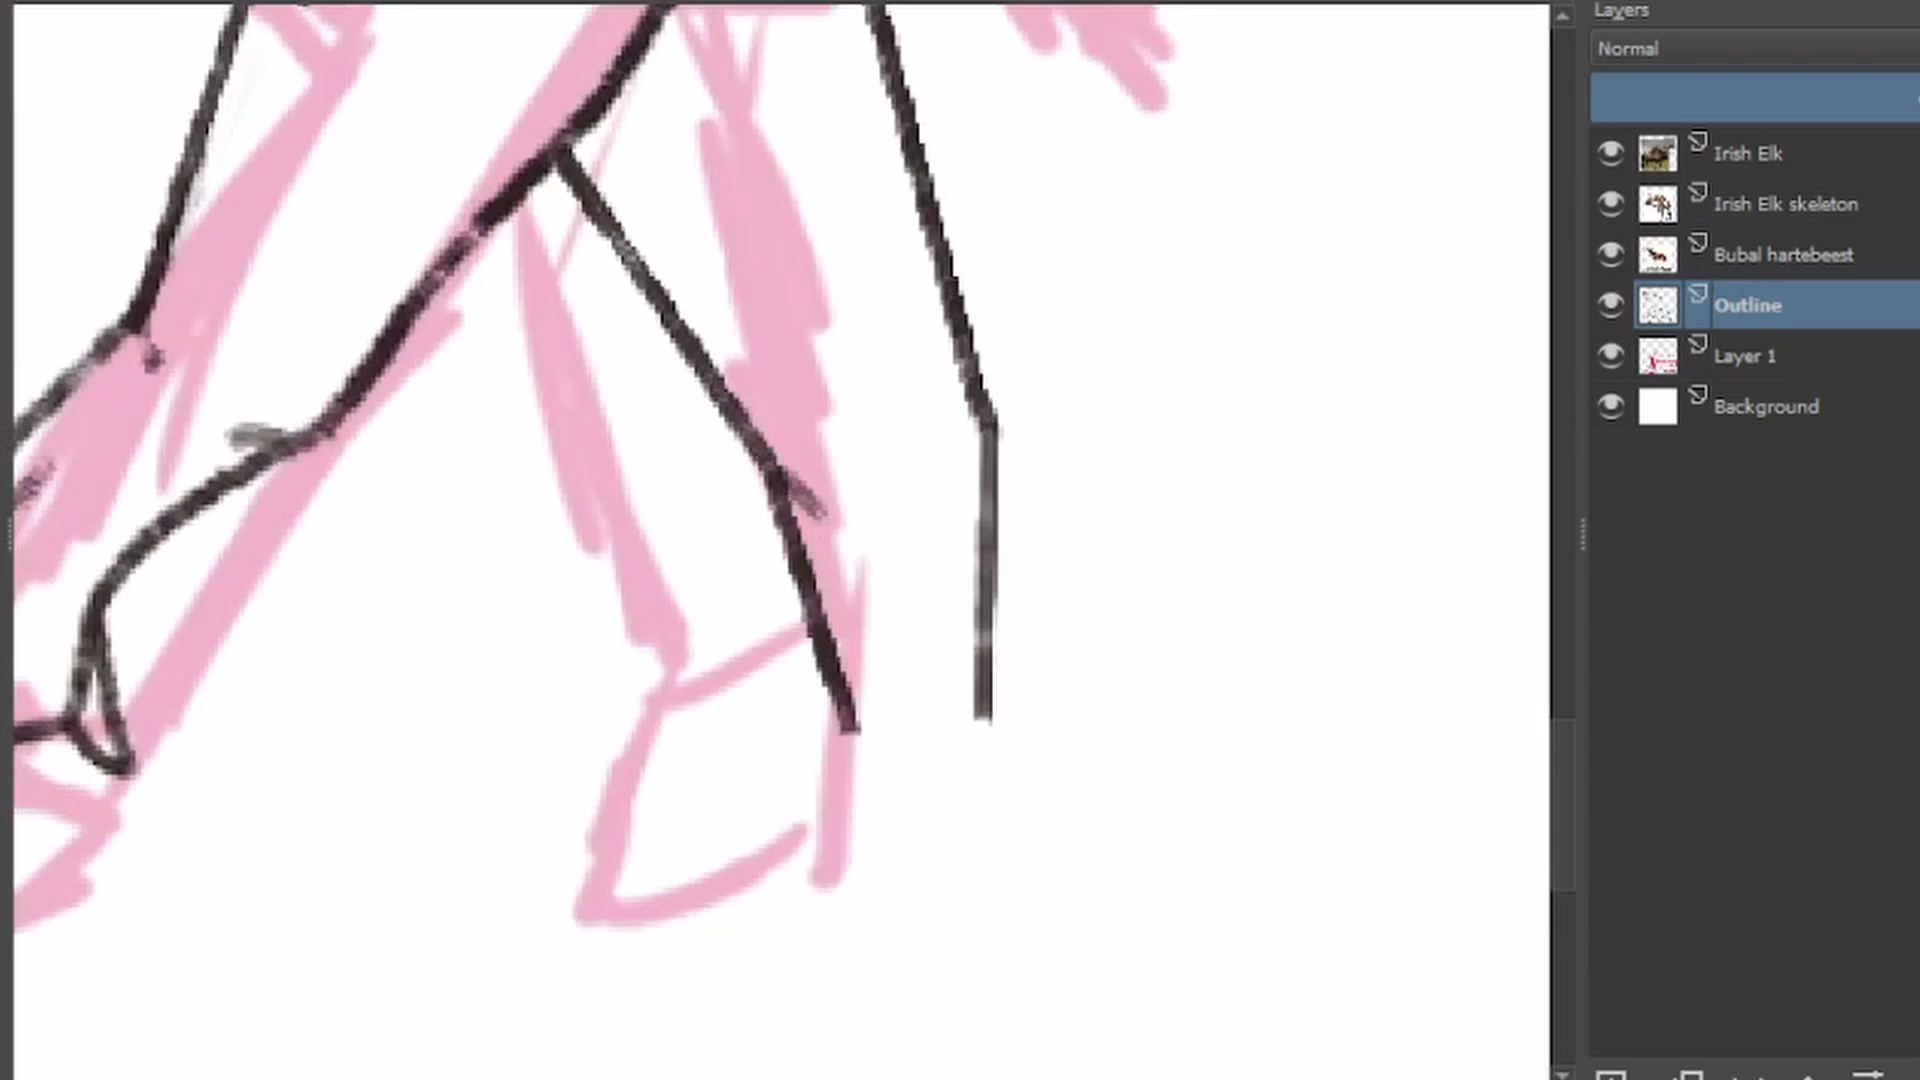 Layers
Normal
Irish Elk
Irish Elk skeleton
Bubal hartebeest
Outline
Layer 1
Background